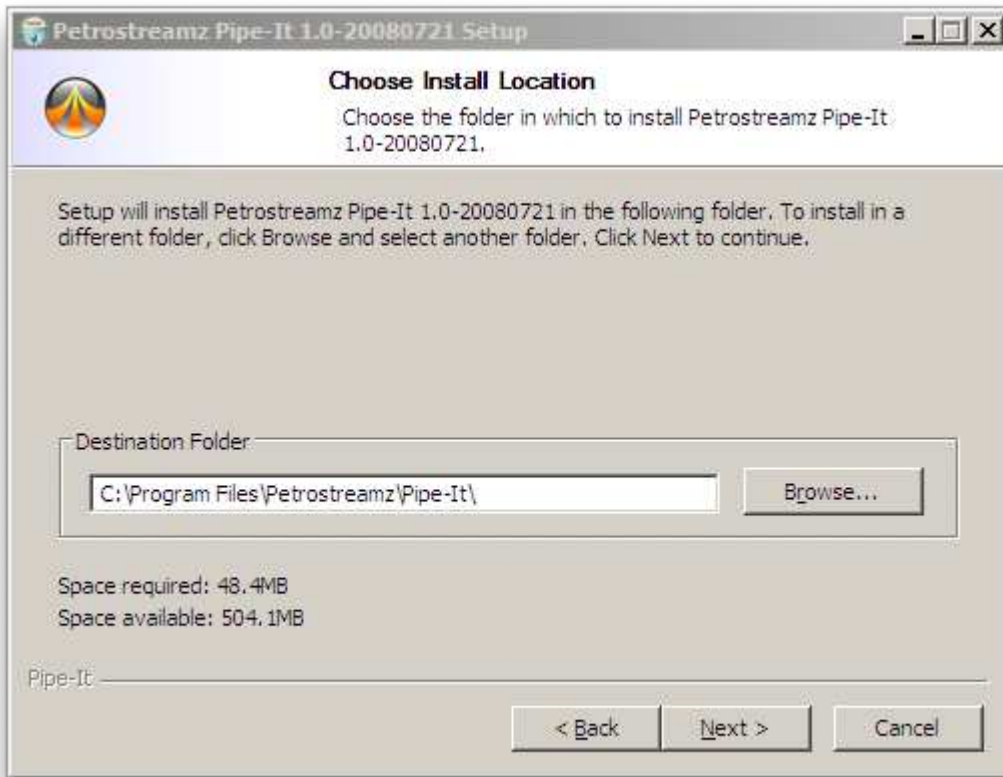 Petrostreamz Pipe-It 1.0-20080721 Setup
Choose Install Location
Choose the folder in which to install Petrostreamz Pipe-It
1.0-20080721.
Setup will install Petrostreamz Pipe-It 1.0-20080721 in the following folder. To install in a
different folder, click Browse and select another folder. Click Next to continue.
Destination Folder
C:\Program Files\Petrostreamz\Pipe-It\
Browse...
Space required: 48.4MB
Space available: 504.1MB
Pipe-It
< Back
Next >
Cancel